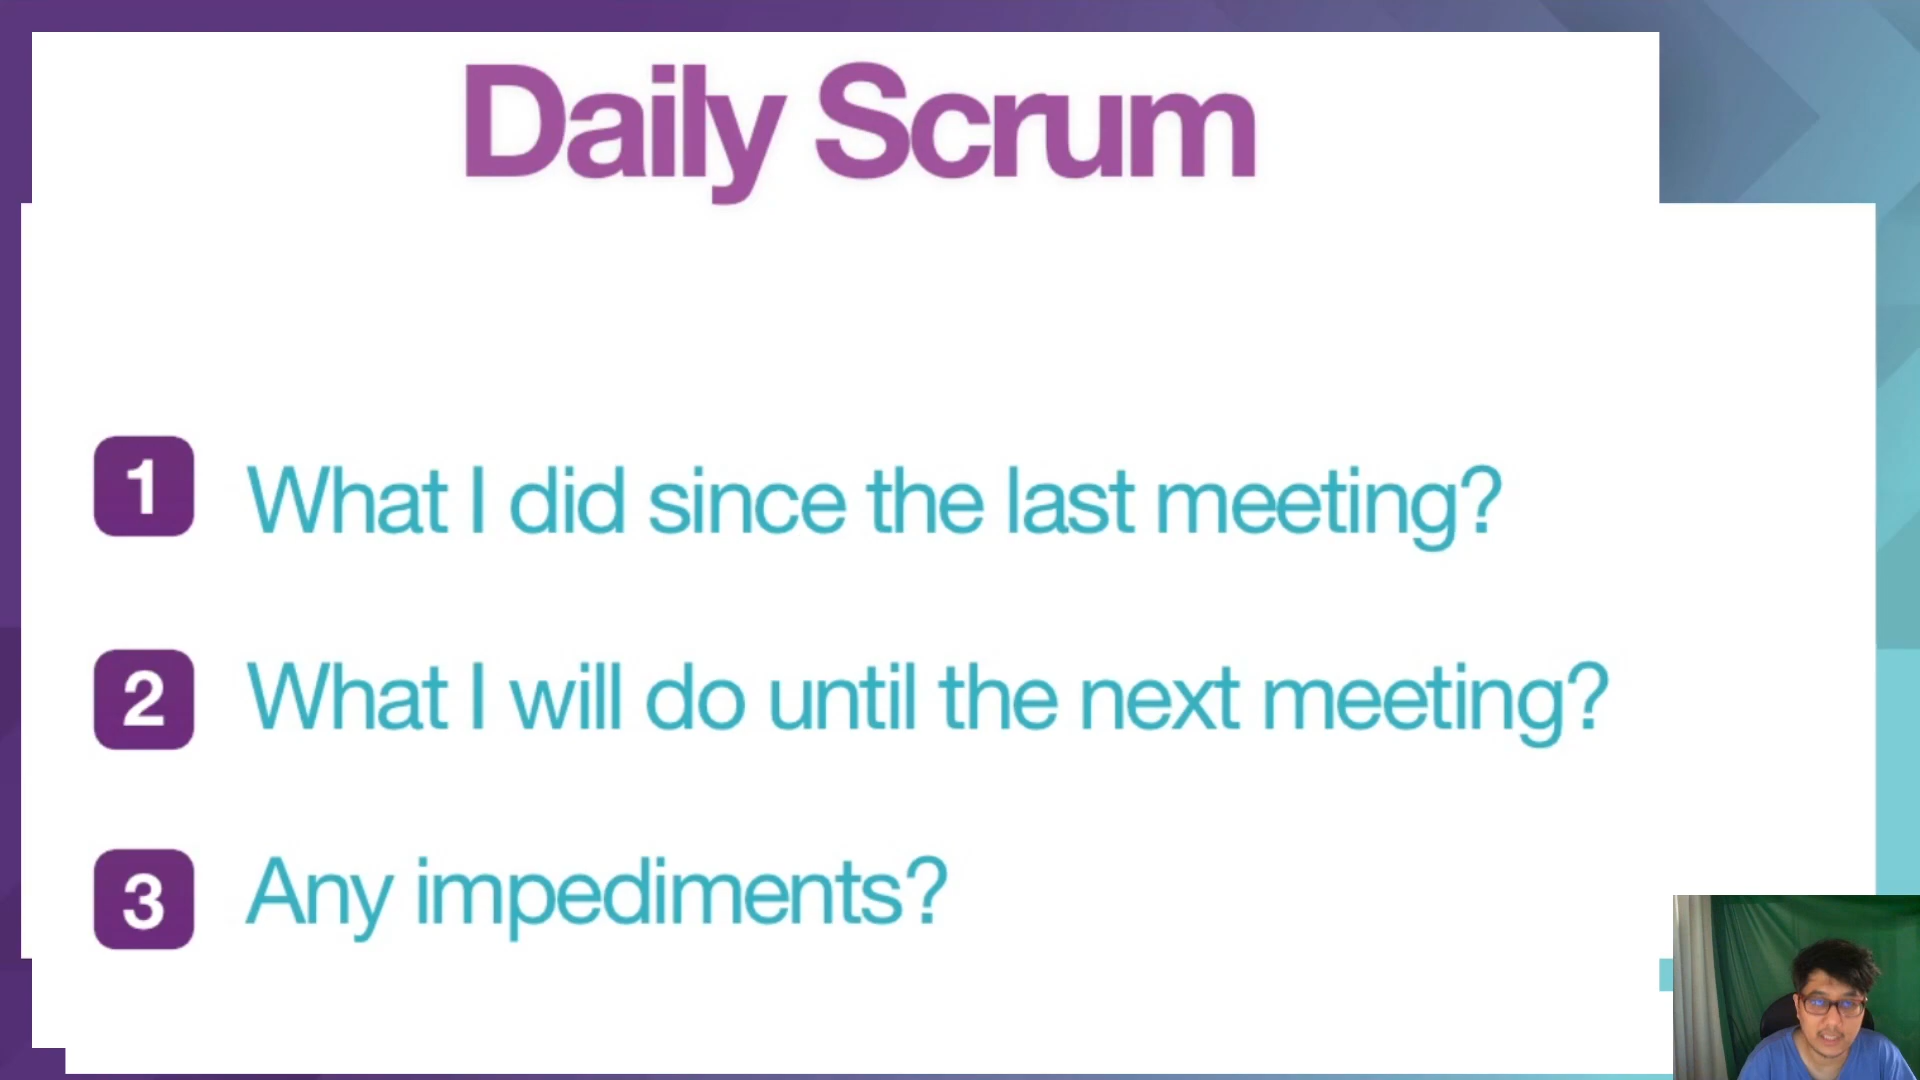 Daily Scrum
1 What I did since the last meeting?
2 What I will do until the next meeting?
3 Any impediments?